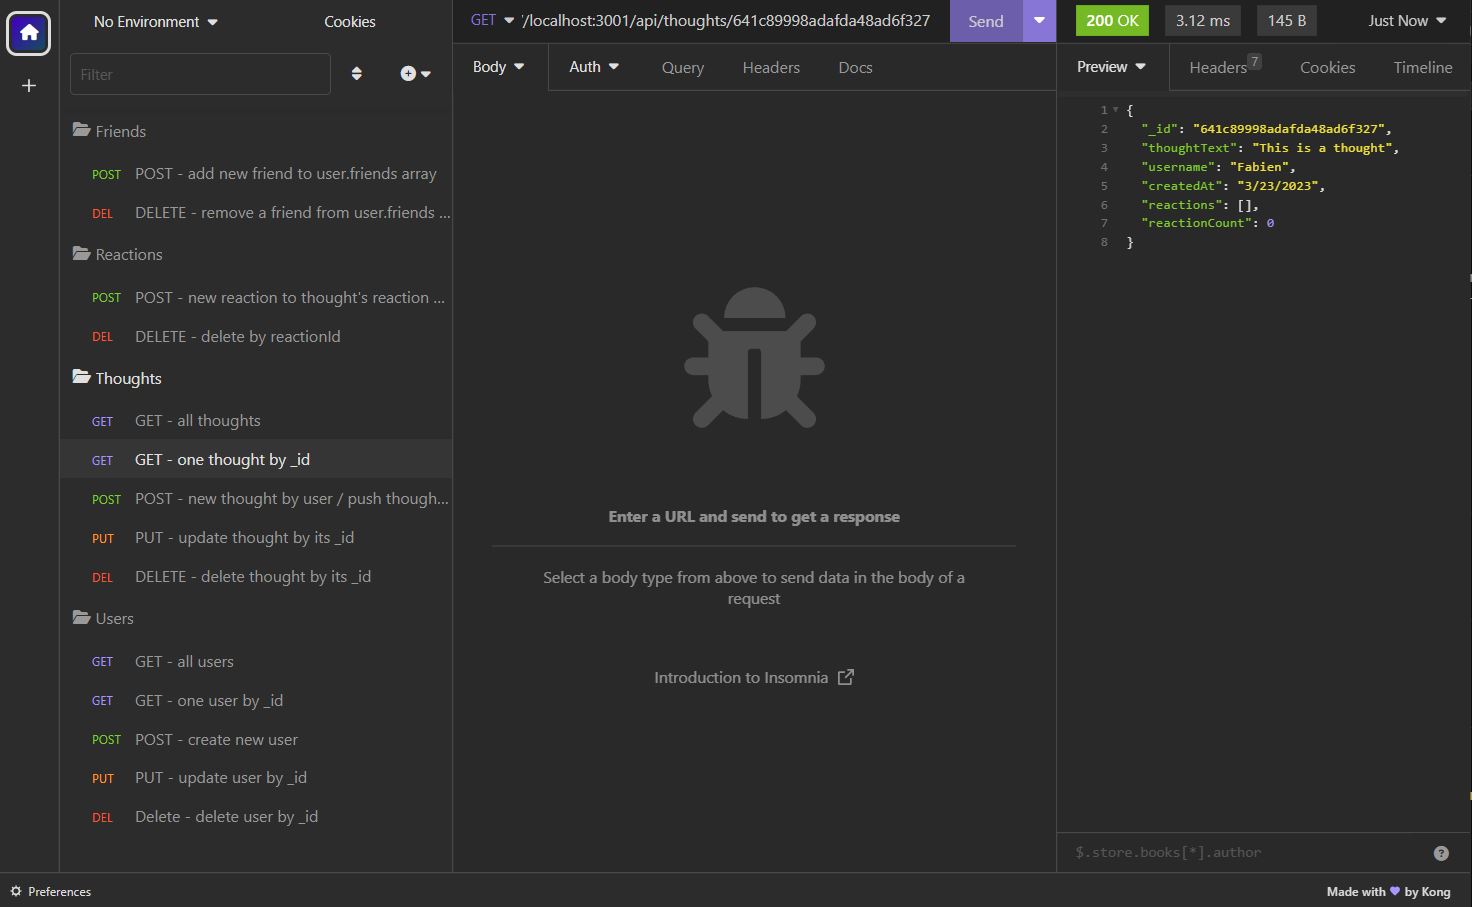 No Environment
Cookies
Filter
Friends
POST POST - add new friend to user.friends array
DEL DELETE - remove a friend from user.friends ...
Reactions
POST POST - new reaction to thought's reaction ...
DEL DELETE - delete by reactionId
Thoughts
GET GET - all thoughts
GET GET - one thought by _id
POST POST - new thought by user / push though...
PUT PUT - update thought by its _id
DEL DELETE - delete thought by its _id
Users
GET GET - all users
GET GET - one user by _id
POST POST - create new user
PUT PUT - update user by _id
DEL Delete - delete user by _id
Preferences
GET /localhost:3001/api/thoughts/641c89998adafda48ad6f327 Send
Body Auth Query Headers Docs
Enter a URL and send to get a response
Select a body type from above to send data in the body of a
request
Introduction to Insomnia
200 OK 3.12 ms 145 B Just Now
Preview Headers 7 Cookies Timeline
1 {
2 "_id": "641c89998adafda48ad6f327",
3 "thoughtText": "This is a thought",
4 "username": "Fabien",
5 "createdAt": "3/23/2023",
6 "reactions": [],
7 "reactionCount": 0
8 }
$.store.books[*].author
?
Made with by Kong